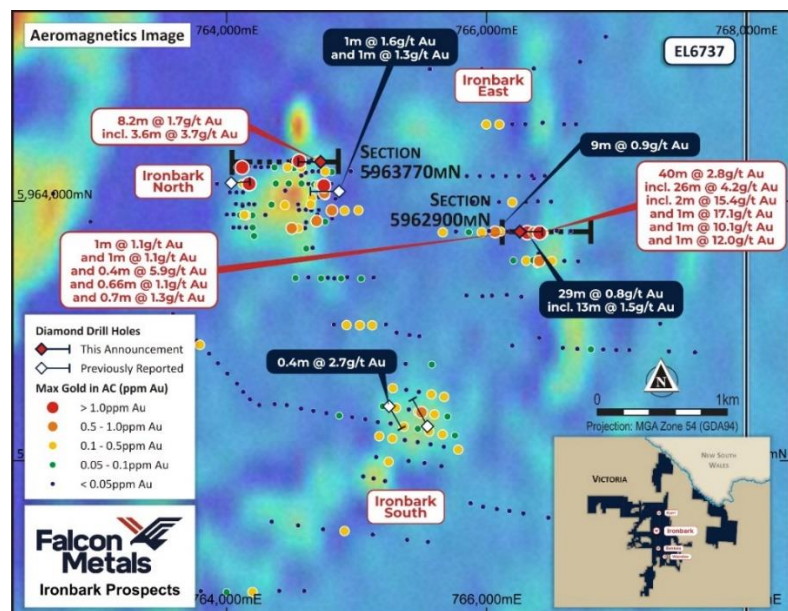 Aeromagnetics Image
764,000mE
766,000mE
768,000mE
EL6737
1m @ 1.6g/t Au
and 1m @ 1.3g/t Au
Ironbark
East
8.2m @ 1.7g/t Au
incl. 3.6m @ 3.7g/t Au
SECTION
5963770MN
9m @ 0.9g/t Au
Ironbark
North
5,964,000mN
SECTION
5962900MN
40m @ 2.8g/t Au
incl. 26m @ 4.2g/t Au
incl. 2m @ 15.4g/t Au
and 1m @ 17.1g/t Au
and 1m @ 10.1g/t Au
and 1m @ 12.0g/t Au
1m @ 1.1g/t Au
and 1m @ 1.1g/t Au
and 0.4m @ 5.9g/t Au
and 0.66m @ 1.1g/t Au
and 0.7m @ 1.3g/t Au
29m @ 0.8g/t Au
incl. 13m @ 1.5g/t Au
Diamond Drill Holes
This Announcement
Previously Reported
Max Gold in AC (ppm Au)
> 1.0ppm Au
0.5 - 1.0ppm Au
0.1 - 0.5ppm Au
0.05 - 0.1ppm Au
< 0.05ppm Au
0.4m @ 2.7g/t Au
N
0
1km
Projection: MGA Zone 54 (GDA94)
Ironbark
South
NEW SOUTH
WALES
VICTORIA
Ironbark
Falcon
Metals
Ironbark Prospects
764,000mE
766,000mE